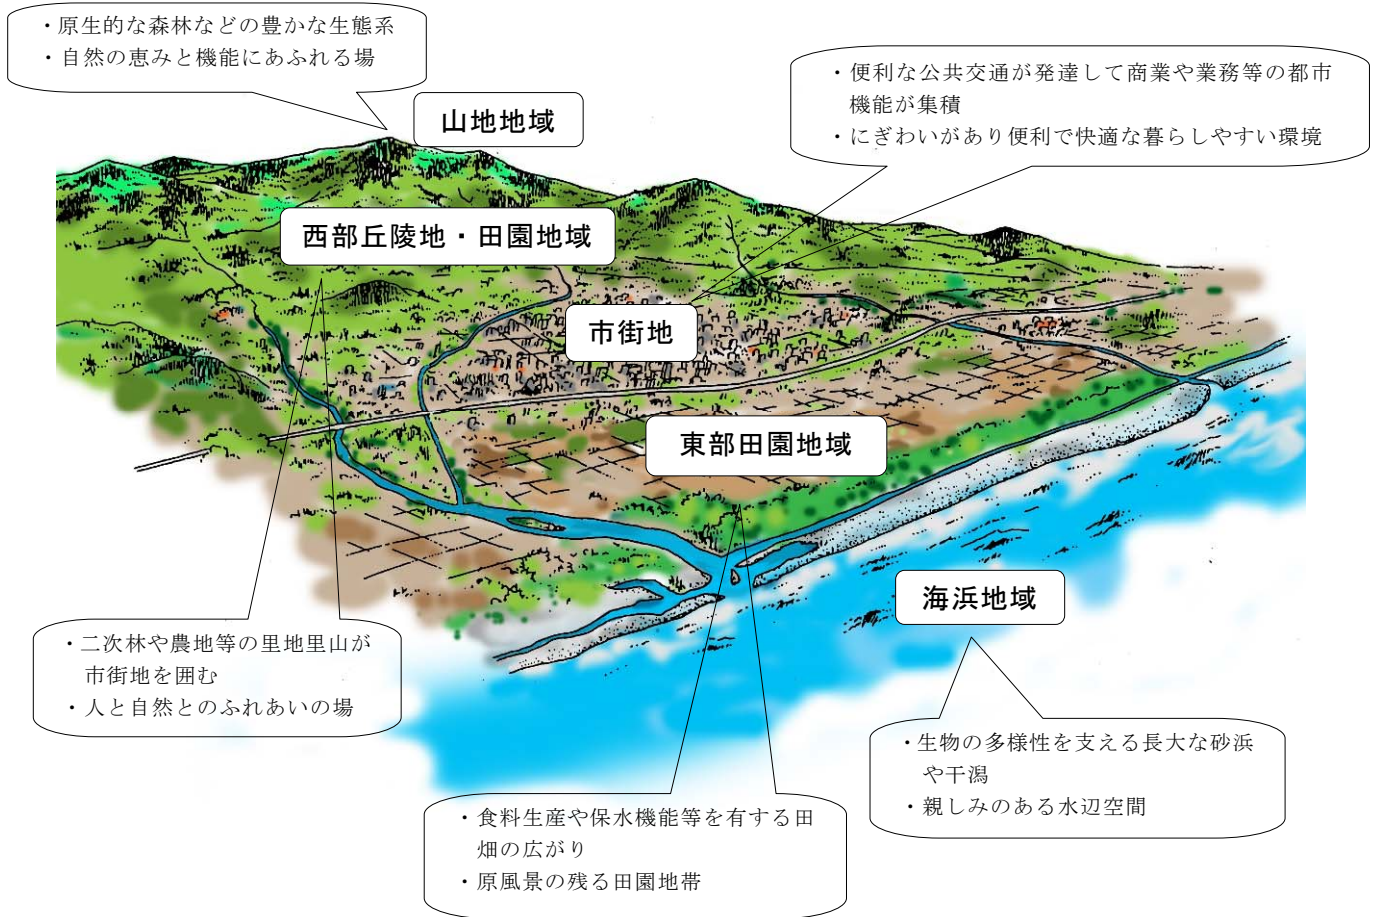 ・原生的な森林などの豊かな生態系
・自然の恵みと機能にあふれる場
山地地域
・便利な公共交通が発達して商業や業務等の都市
機能が集積
・にぎわいがあり便利で快適な暮らしやすい環境
西部丘陵地・田園地域
市街地
東部田園地域
海浜地域
・二次林や農地等の里地里山が
市街地を囲む
・人と自然とのふれあいの場
・生物の多様性を支える長大な砂浜
や干潟
・親しみのある水辺空間
・食料生産や保水機能等を有する田
畑の広がり
・原風景の残る田園地帯